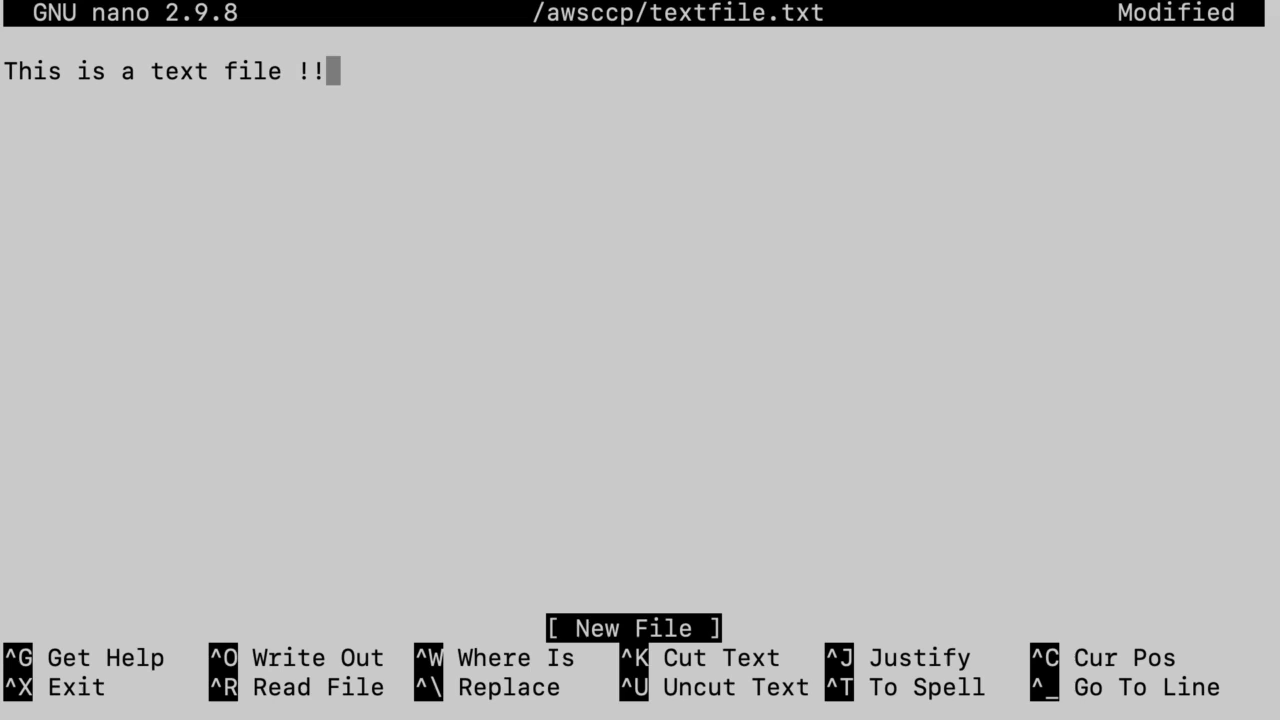 GNU nano 2.9.8 /awsccp/textfile.txt Modified
This is a text file !!
[ New File ]
^G Get Help ^O Write Out ^W Where Is ^K Cut Text ^J Justify ^C Cur Pos
^X Exit ^R Read File ^\ Replace ^U Uncut Text ^T To Spell ^_ Go To Line